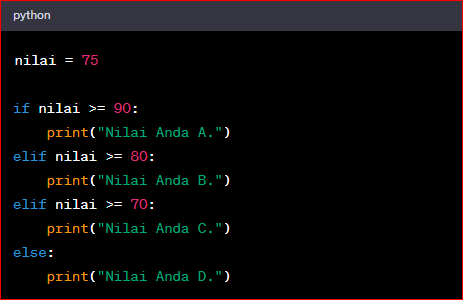 python
nilai = 75
if nilai >= 90:
    print("Nilai Anda A.")
elif nilai >= 80:
    print("Nilai Anda B.")
elif nilai >= 70:
    print("Nilai Anda C.")
else:
    print("Nilai Anda D.")